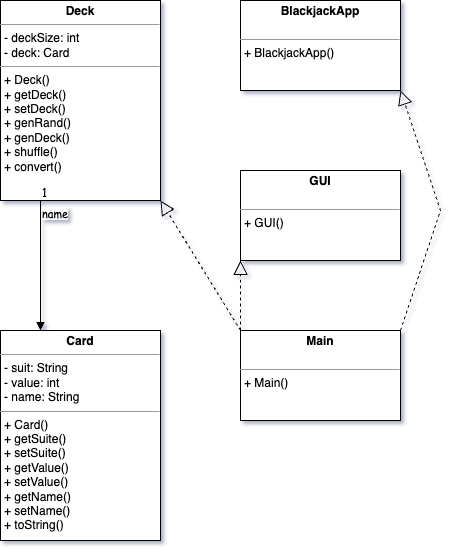 Deck
- deckSize: int
- deck: Card
+ Deck()
+ getDeck()
+ setDeck()
+ genRand()
+ genDeck()
+ shuffle()
+ convert()
1
name
BlackjackApp
+ BlackjackApp()
GUI
+ GUI()
Card
- suit: String
- value: int
- name: String
+ Card()
+ getSuite()
+ setSuite()
+ getValue()
+ setValue()
+ getName()
+ setName()
+ toString()
Main
+ Main()